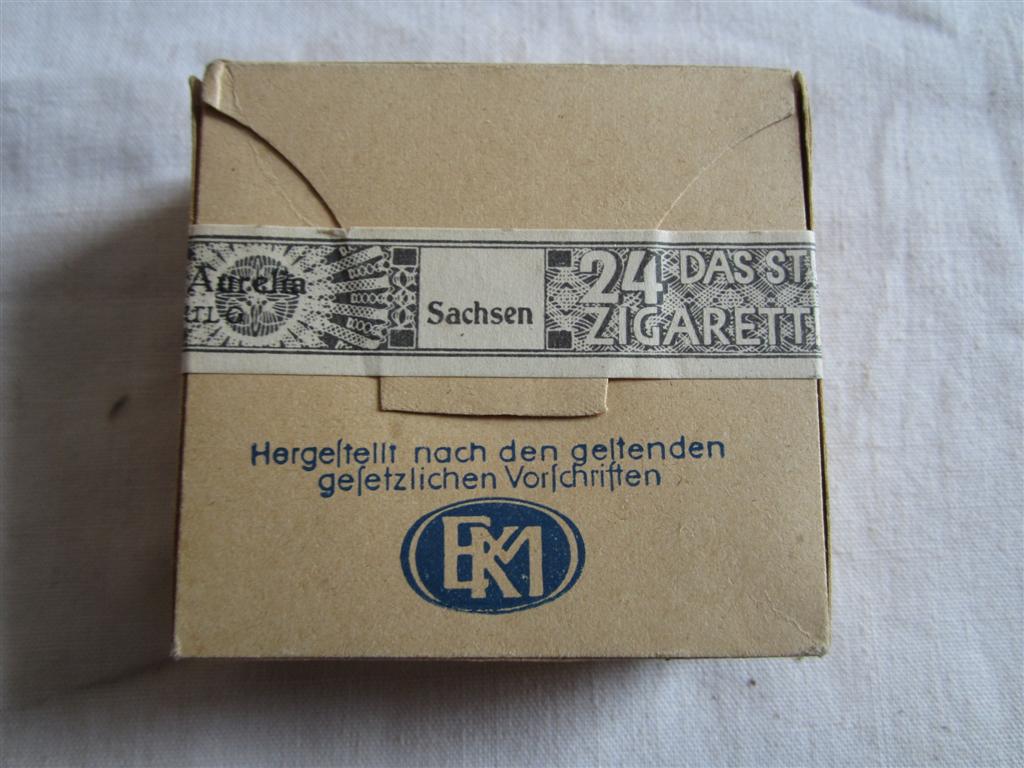 Aurelia
Sachsen
24 DAS ST
ZIGARETT
Hergeſtellt nach den geltenden
geſetzlichen Vorſchriften
EKM